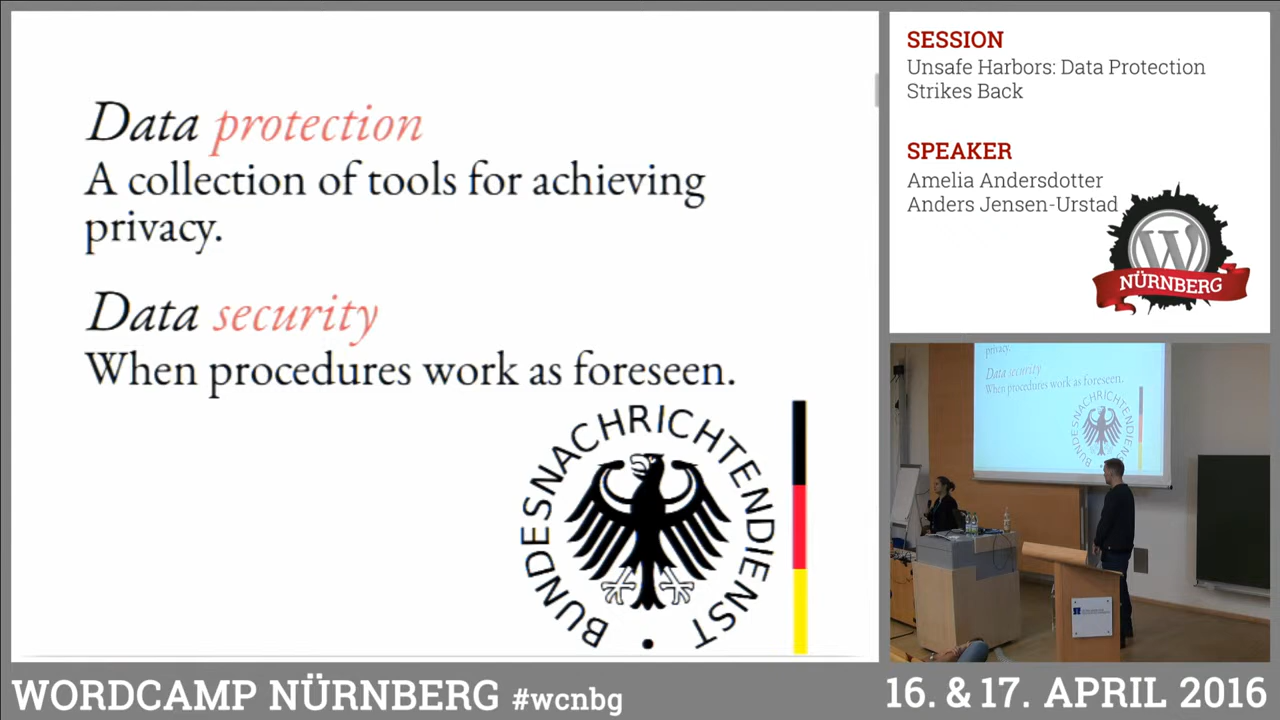 Data protection
A collection of tools for achieving
privacy.
Data security
When procedures work as foreseen.
BUNDESNACHRICHTENDIENST
SESSION
Unsafe Harbors: Data Protection
Strikes Back
SPEAKER
Amelia Andersdotter
Anders Jensen-Urstad
W
NÜRNBERG
privacy.
Data security
When procedures work as foreseen.
BUNDESNACHRICHTENDIENST
WORDCAMP NÜRNBERG #wcnbg
16. & 17. APRIL 2016